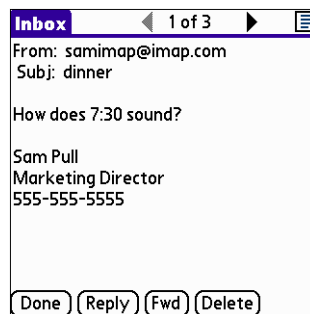 Inbox 1 of 3
From: samimap@imap.com
Subj: dinner
How does 7:30 sound?
Sam Pull
Marketing Director
555-555-5555
Done Reply Fwd Delete